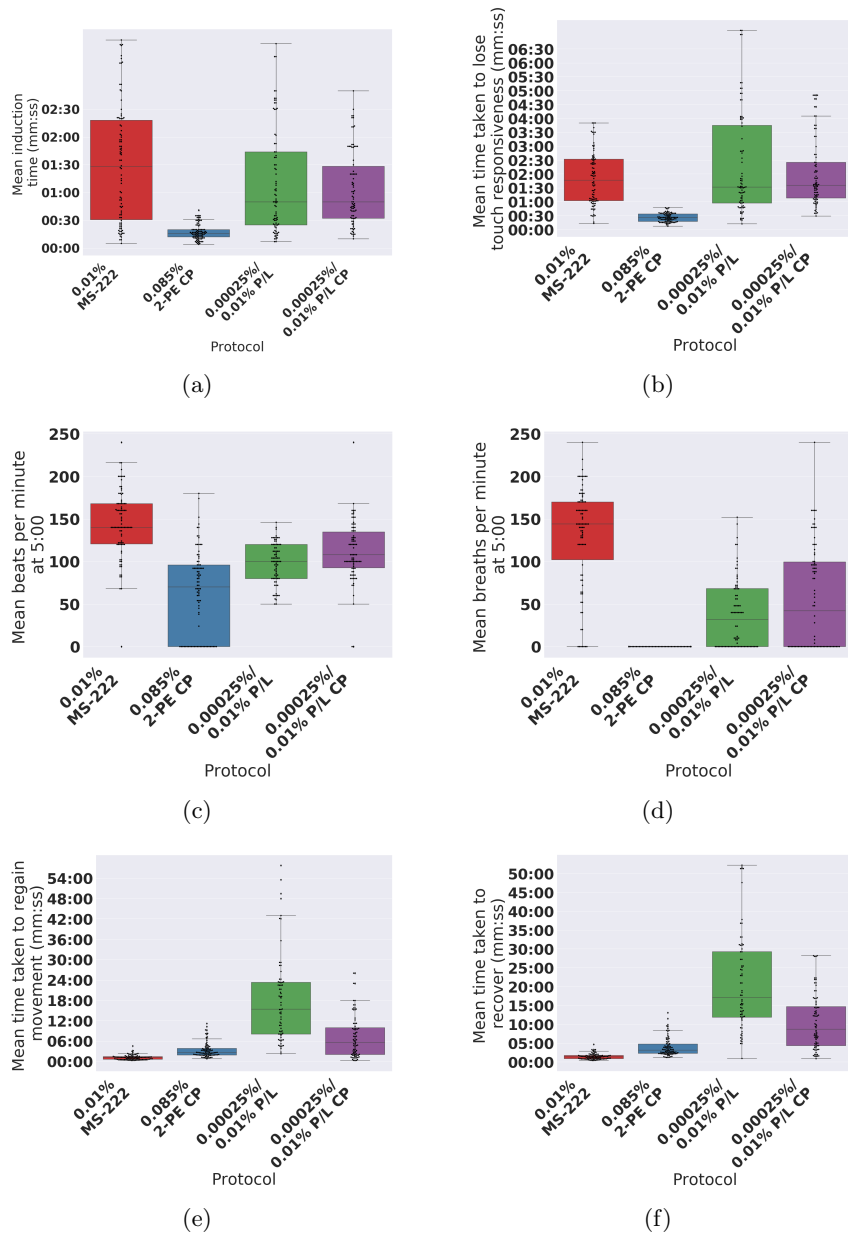 Mean induction
time (mm:ss)
02:30
02:00
01:30
01:00
00:30
00:00
0.01%
MS-222
0.085%
2-PE CP
0.00025%/
0.01% P/L
0.00025%/
0.01% P/L CP
Protocol
(a)
Mean time taken to lose
touch responsiveness (mm:ss)
06:30
06:00
05:30
05:00
04:30
04:00
03:30
03:00
02:30
02:00
01:30
01:00
00:30
00:00
0.01%
MS-222
0.085%
2-PE CP
0.00025%/
0.01% P/L
0.00025%/
0.01% P/L CP
Protocol
(b)
Mean beats per minute
at 5:00
250
200
150
100
50
0
0.01%
MS-222
0.085%
2-PE CP
0.00025%/
0.01% P/L
0.00025%/
0.01% P/L CP
Protocol
(c)
Mean breaths per minute
at 5:00
250
200
150
100
50
0
0.01%
MS-222
0.085%
2-PE CP
0.00025%/
0.01% P/L
0.00025%/
0.01% P/L CP
Protocol
(d)
Mean time taken to regain
movement (mm:ss)
54:00
48:00
42:00
36:00
30:00
24:00
18:00
12:00
06:00
00:00
0.01%
MS-222
0.085%
2-PE CP
0.00025%/
0.01% P/L
0.00025%/
0.01% P/L CP
Protocol
(e)
Mean time taken to
recover (mm:ss)
50:00
45:00
40:00
35:00
30:00
25:00
20:00
15:00
10:00
05:00
00:00
0.01%
MS-222
0.085%
2-PE CP
0.00025%/
0.01% P/L
0.00025%/
0.01% P/L CP
Protocol
(f)